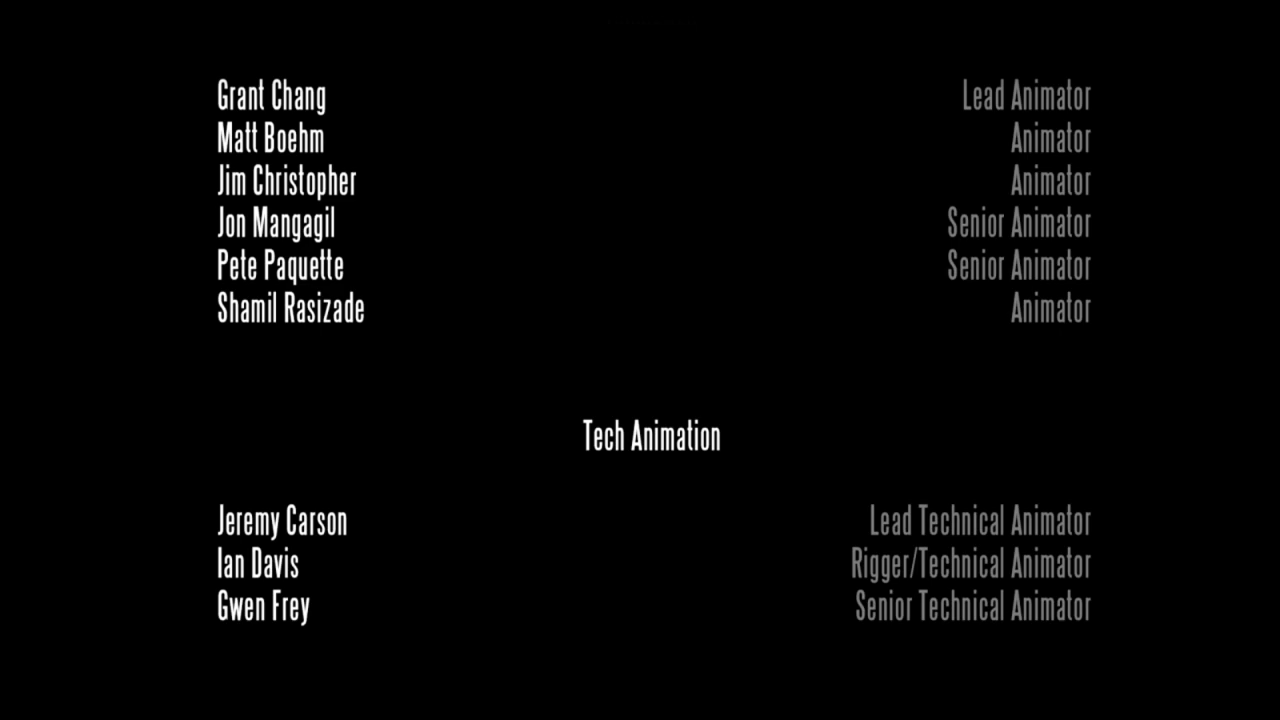 Grant Chang Lead Animator
Matt Boehm Animator
Jim Christopher Animator
Jon Mangagil Senior Animator
Pete Paquette Senior Animator
Shamil Rasizade Animator
Tech Animation
Jeremy Carson Lead Technical Animator
Ian Davis Rigger/Technical Animator
Gwen Frey Senior Technical Animator